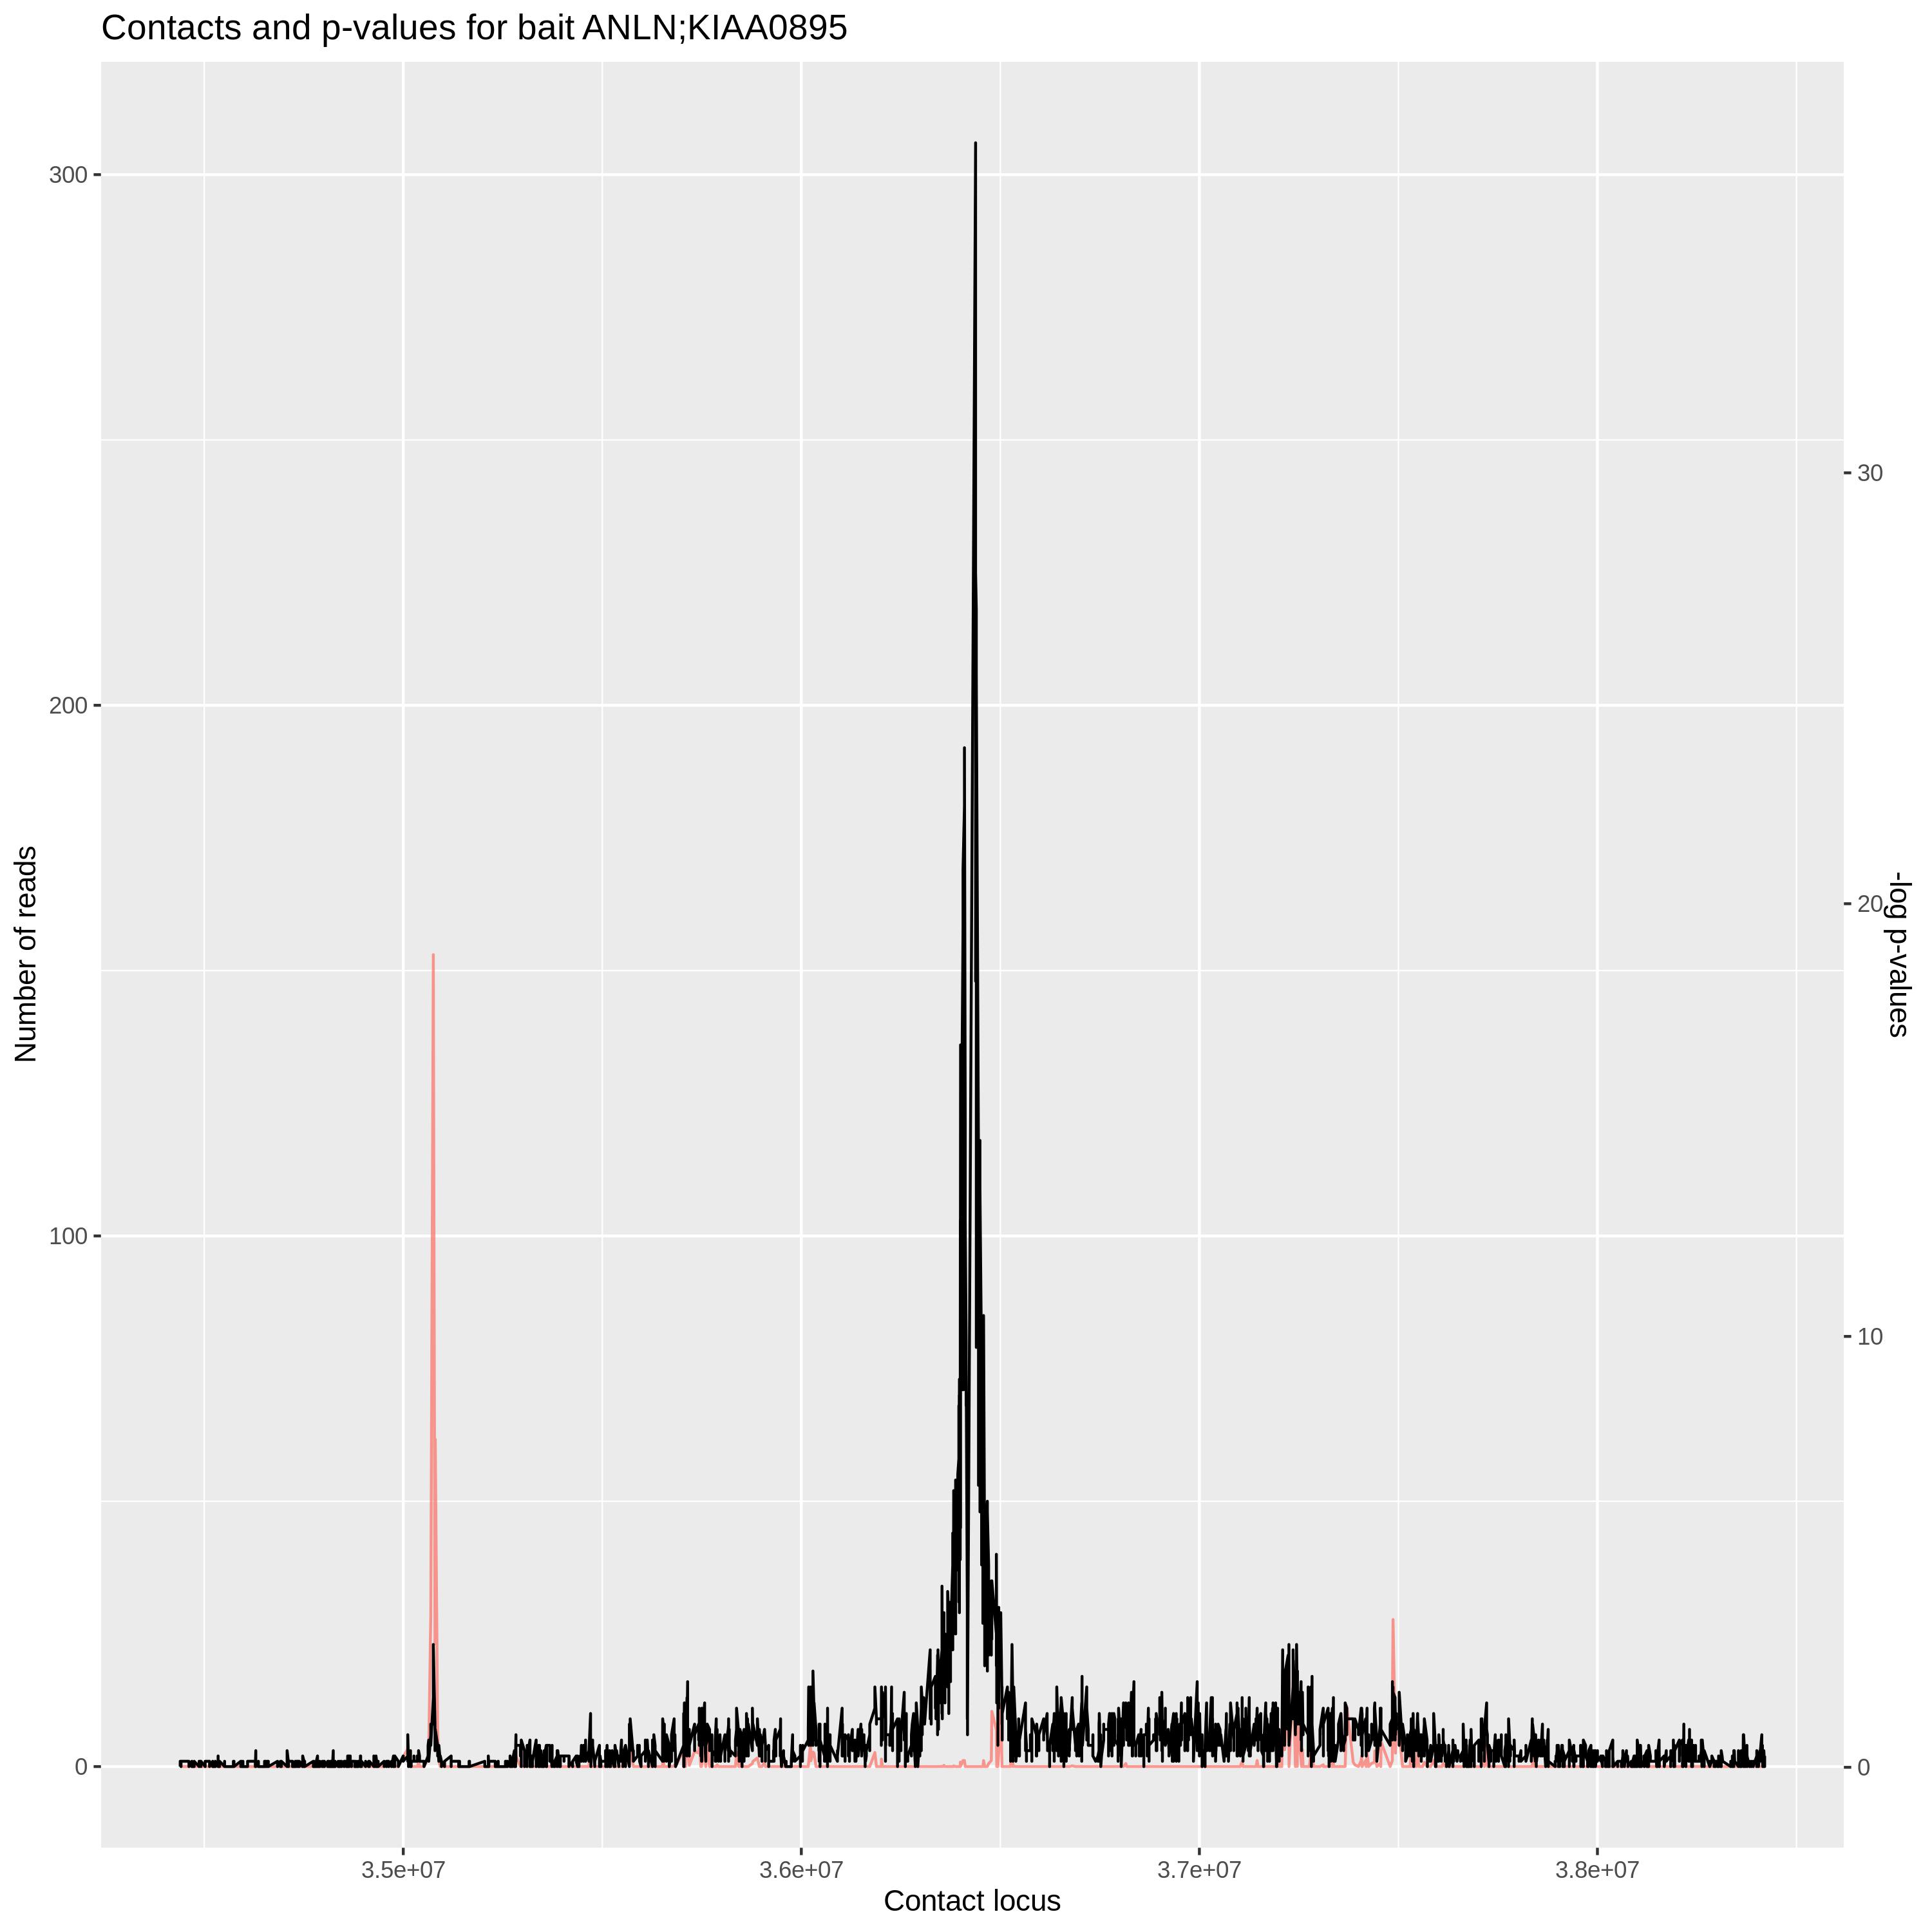 Contacts and p-values for bait ANLN;KIAA0895
Number of reads
300
200
100
0
30
20
10
0
-log p-values
3.5e+07
3.6e+07
3.7e+07
3.8e+07
Contact locus